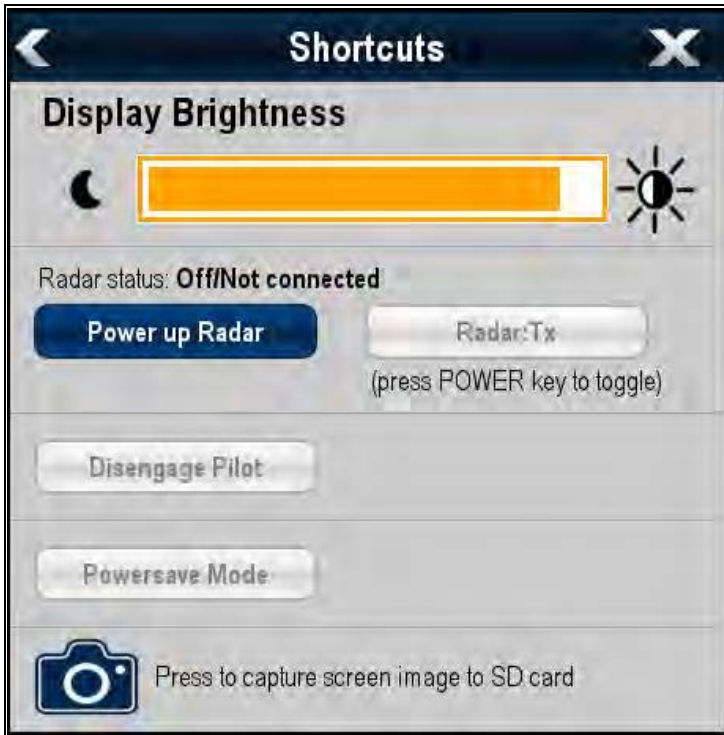 Shortcuts
Display Brightness
Radar status: Off/Not connected
Power up Radar
Radar:Tx
(press POWER key to toggle)
Disengage Pilot
Powersave Mode
Press to capture screen image to SD card